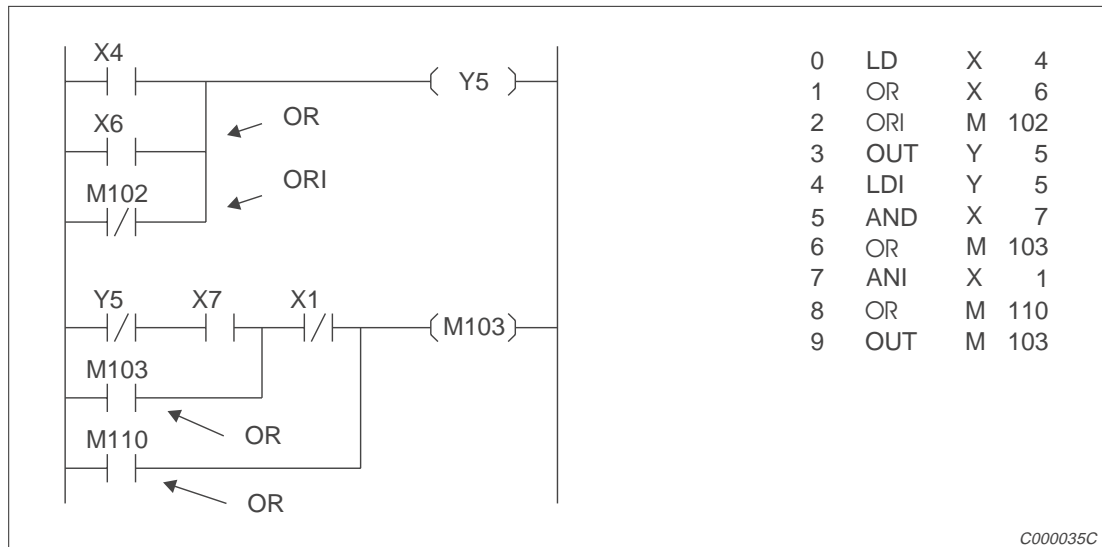 X4
Y5
X6
OR
M102
ORI
Y5 X7 X1
M103
M103
OR
M110
OR
0 LD X 4
1 OR X 6
2 ORI M 102
3 OUT Y 5
4 LDI Y 5
5 AND X 7
6 OR M 103
7 ANI X 1
8 OR M 110
9 OUT M 103
C000035C